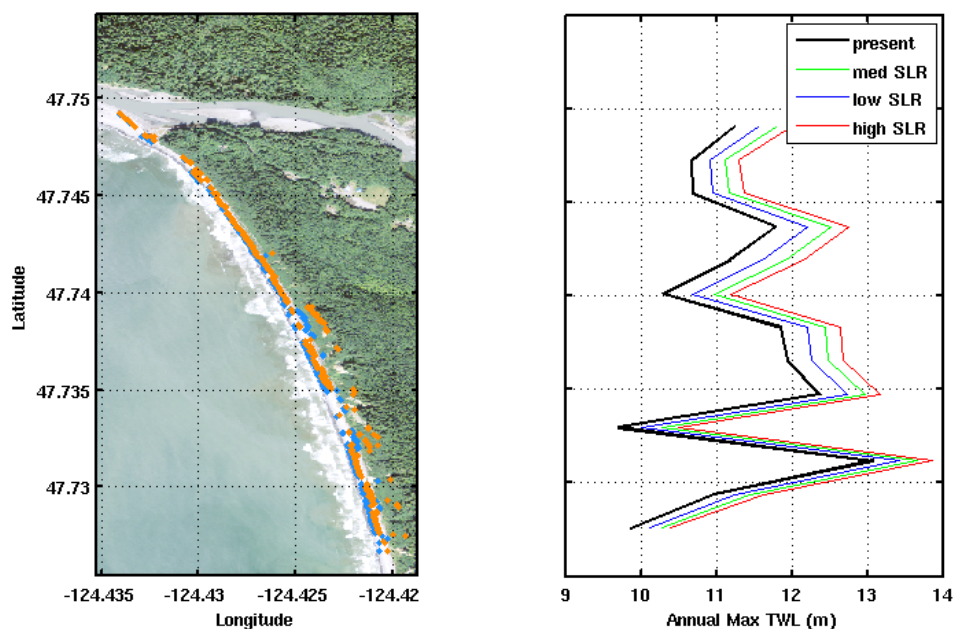 47.75
47.745
47.74
47.735
47.73
Latitude
-124.435
-124.43
-124.425
-124.42
Longitude
present
med SLR
low SLR
high SLR
9
10
11
12
13
14
Annual Max TWL (m)